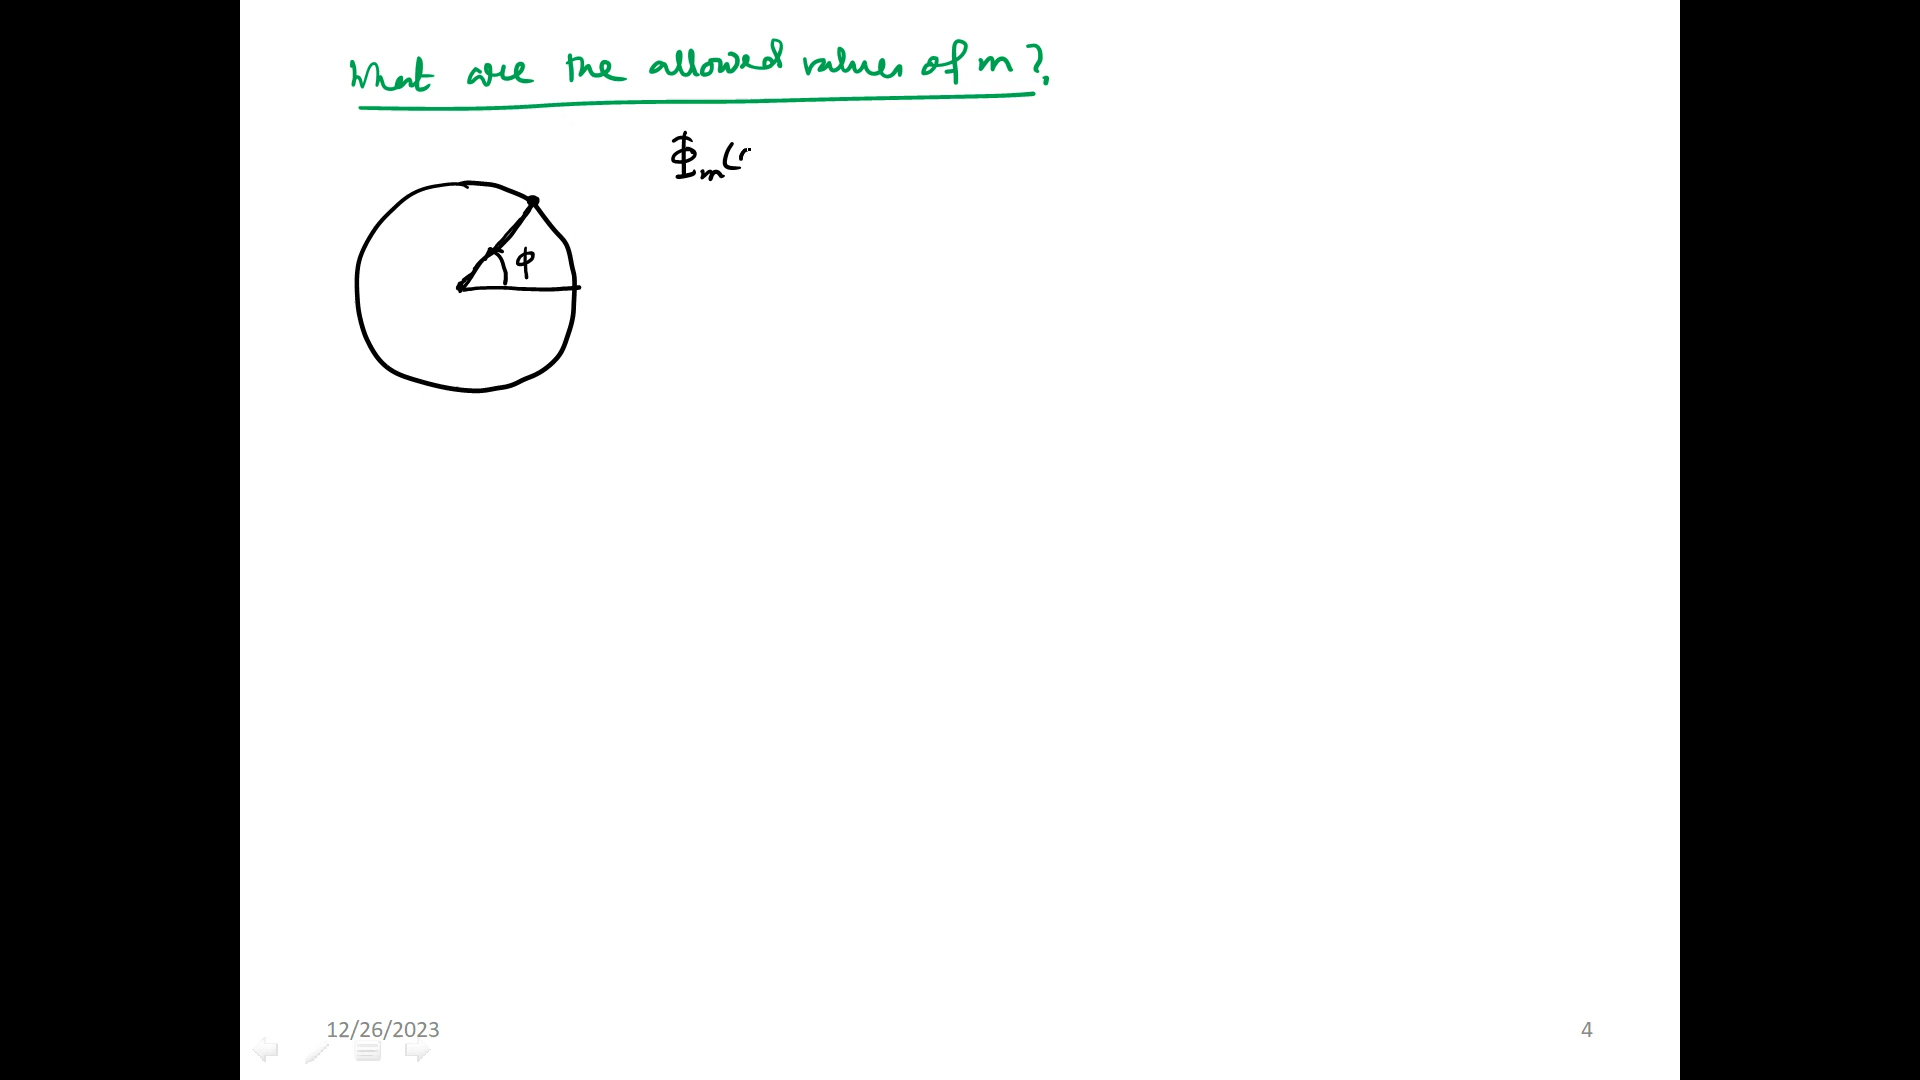 What are the allowed values of m?
Φₘ(
ϕ
12/26/2023
4